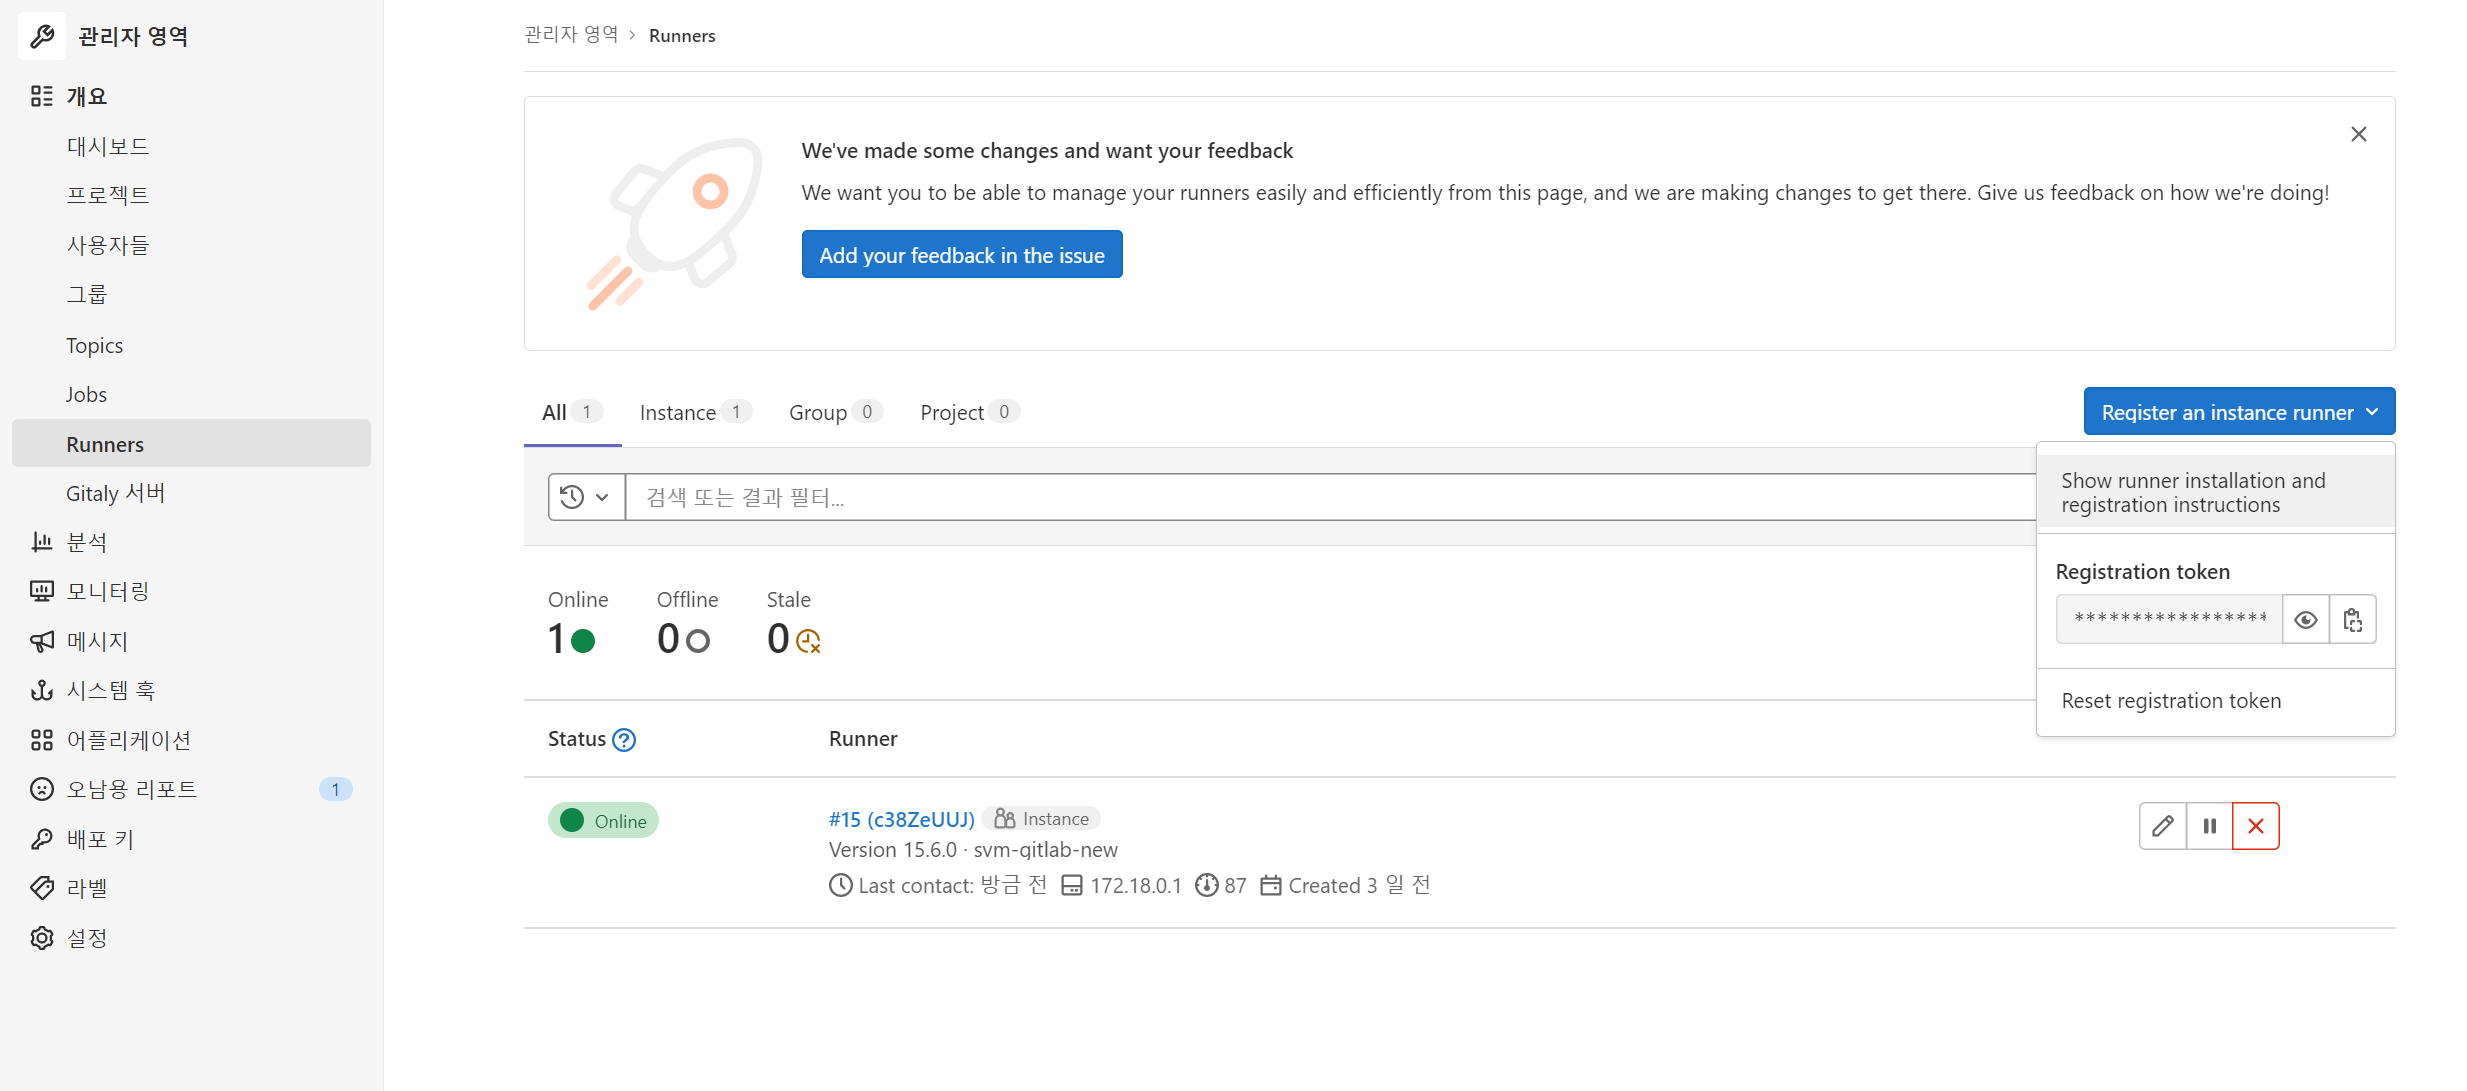 관리자 영역
개요
대시보드
프로젝트
사용자들
그룹
Topics
Jobs
Runners
Gitaly 서버
분석
모니터링
메시지
시스템 훅
어플리케이션
오남용 리포트 1
배포 키
라벨
설정
관리자 영역 › Runners
We've made some changes and want your feedback
We want you to be able to manage your runners easily and efficiently from this page, and we are making changes to get there. Give us feedback on how we're doing!
Add your feedback in the issue
All 1 Instance 1 Group 0 Project 0
Register an instance runner
검색 또는 결과 필터...
Show runner installation and
registration instructions
Registration token
*****************
Reset registration token
Online Offline Stale
1 0 0
Status Runner
Online
#15 (c38ZeUUJ) Instance
Version 15.6.0 · svm-gitlab-new
Last contact: 방금 전 172.18.0.1 87 Created 3 일 전